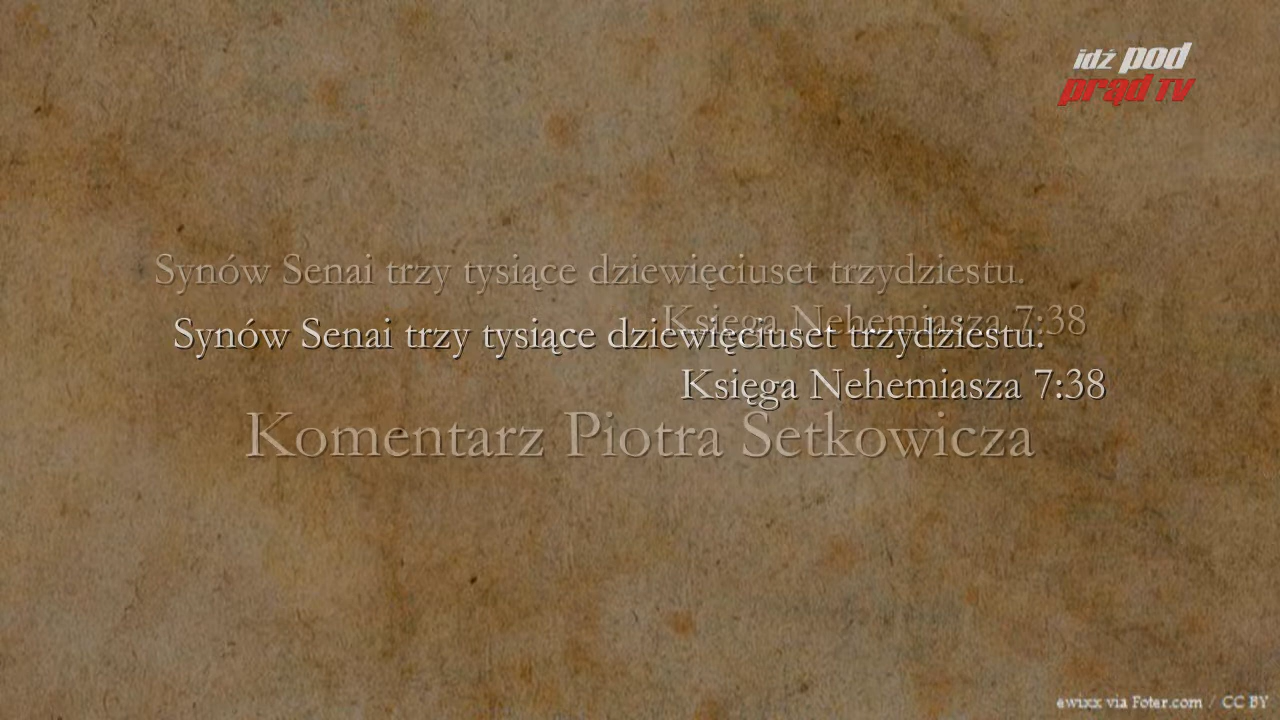 idź pod
prąd TV
Synów Senai trzy tysiące dziewięciuset trzydziestu.
Księga Nehemiasza 7:38
Synów Senai trzy tysiące dziewięciuset trzydziestu.
Księga Nehemiasza 7:38
Komentarz Piotra Setkowicza
ewixx via Foter.com / CC BY